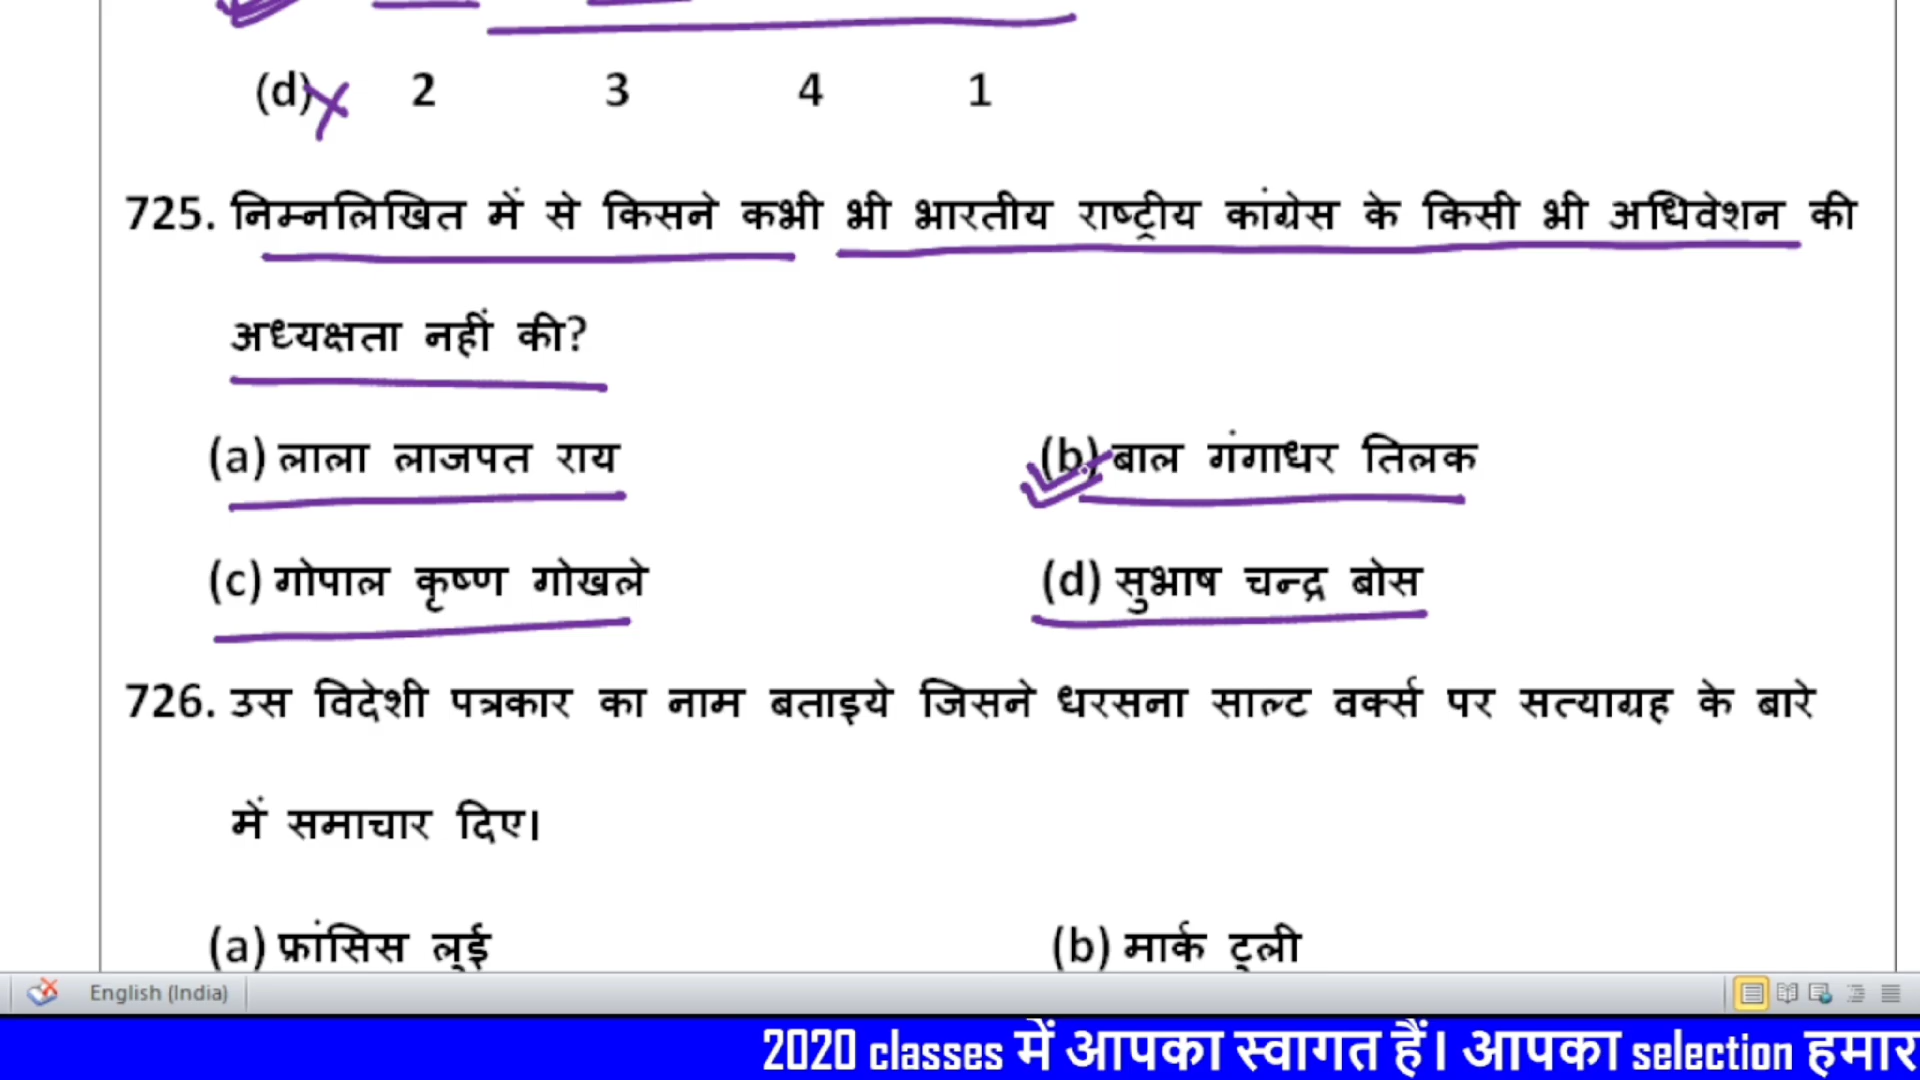 (d) 2 3 4 1
725. निम्नलिखित में से किसने कभी भी भारतीय राष्ट्रीय कांग्रेस के किसी भी अधिवेशन की
अध्यक्षता नहीं की?
(a) लाला लाजपत राय (b) बाल गंगाधर तिलक
(c) गोपाल कृष्ण गोखले (d) सुभाष चन्द्र बोस
726. उस विदेशी पत्रकार का नाम बताइये जिसने धरसना साल्ट वर्क्स पर सत्याग्रह के बारे
में समाचार दिए।
(a) फ्रांसिस लुई (b) मार्क टुली
English (India)
2020 classes में आपका स्वागत हैं। आपका selection हमार